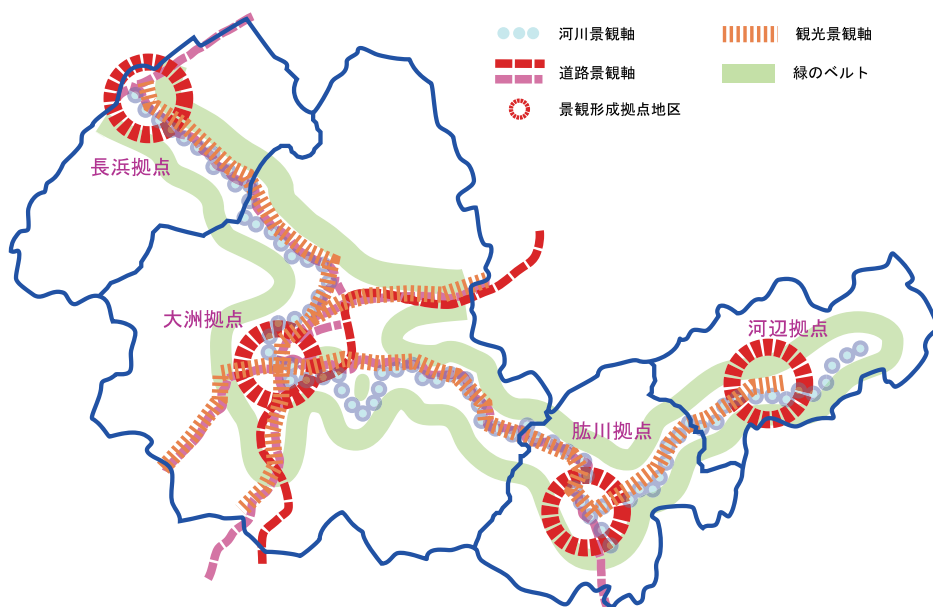 河川景観軸
観光景観軸
道路景観軸
緑のベルト
景観形成拠点地区
長浜拠点
大洲拠点
河辺拠点
肱川拠点